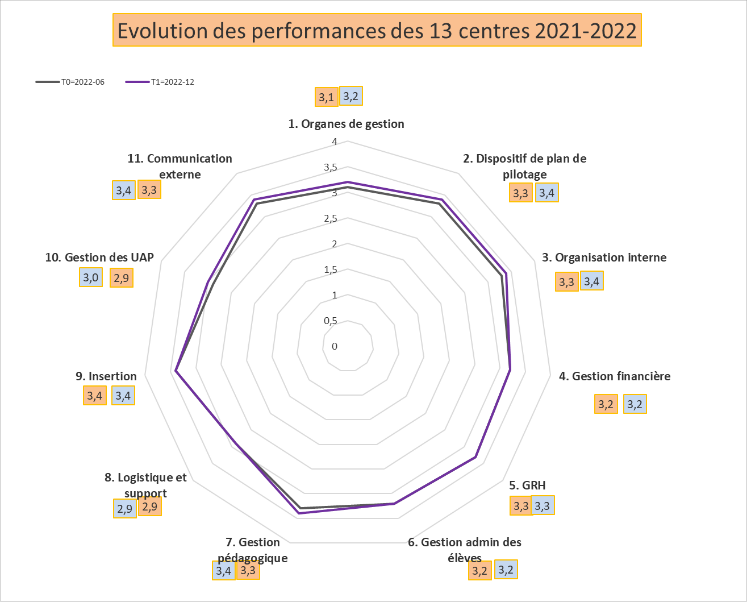 Evolution des performances des 13 centres 2021-2022
T0=2022-06
T1=2022-12
3,1 3,2
1. Organes de gestion
4
3,5
3
2,5
2
1,5
1
0,5
0
2. Dispositif de plan de
pilotage
3,3 3,4
3. Organisation interne
3,3 3,4
4. Gestion financière
3,2 3,2
5. GRH
3,3 3,3
6. Gestion admin des
élèves
3,2 3,2
7. Gestion
pédagogique
3,4 3,3
8. Logistique et
support
2,9 2,9
9. Insertion
3,4 3,4
10. Gestion des UAP
3,0 2,9
11. Communication
externe
3,4 3,3